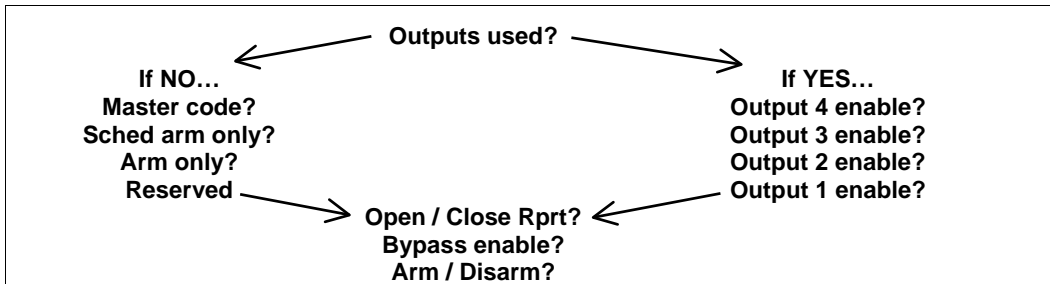 Outputs used?
If NO…
Master code?
Sched arm only?
Arm only?
Reserved
If YES…
Output 4 enable?
Output 3 enable?
Output 2 enable?
Output 1 enable?
Open / Close Rprt?
Bypass enable?
Arm / Disarm?